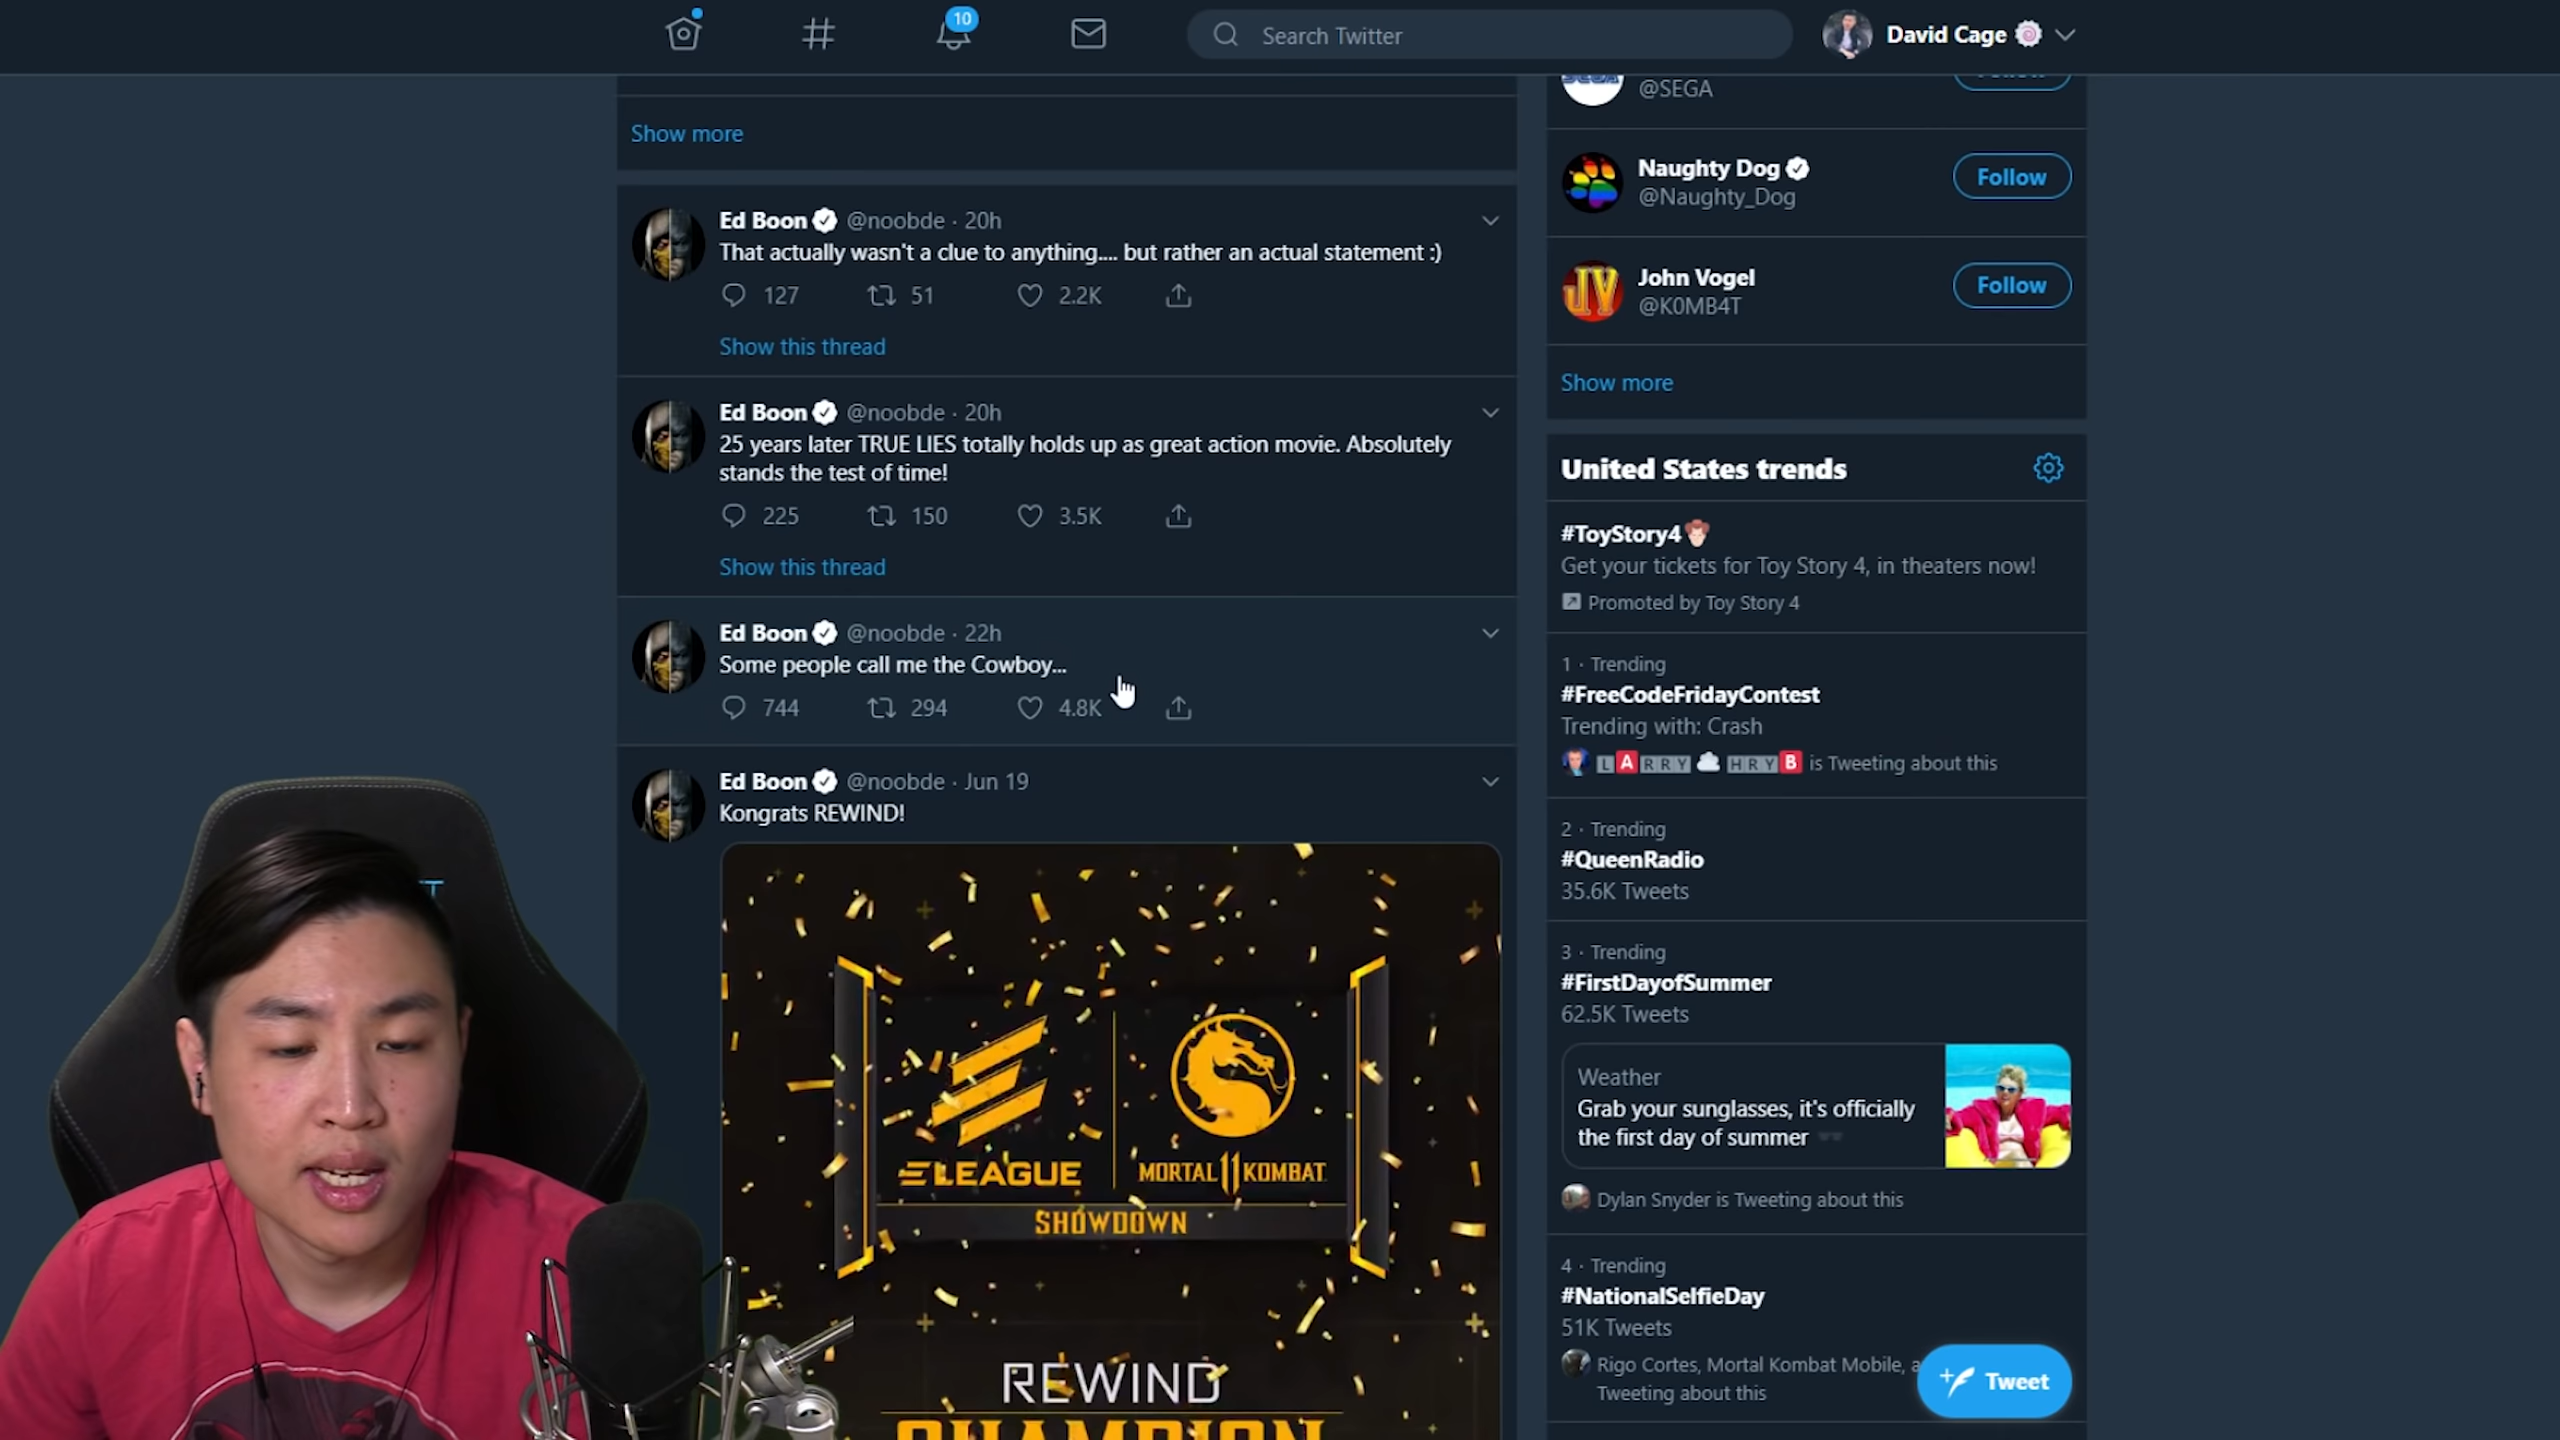 10
Search Twitter
David Cage
Show more
Ed Boon @noobde · 20h
That actually wasn't a clue to anything.... but rather an actual statement :)
127 51 2.2K
Show this thread
Ed Boon @noobde · 20h
25 years later TRUE LIES totally holds up as great action movie. Absolutely
stands the test of time!
225 150 3.5K
Show this thread
Ed Boon @noobde · 22h
Some people call me the Cowboy...
744 294 4.8K
Ed Boon @noobde · Jun 19
Kongrats REWIND!
ELEAGUE
MORTAL 11 KOMBAT
SHOWDOWN
REWIND
CHAMPION
SEGA
Follow
@SEGA
Naughty Dog
@Naughty_Dog
Follow
John Vogel
@K0MB4T
Follow
JV
Show more
United States trends
#ToyStory4
Get your tickets for Toy Story 4, in theaters now!
Promoted by Toy Story 4
1 · Trending
#FreeCodeFridayContest
Trending with: Crash
LARRY HRYB is Tweeting about this
2 · Trending
#QueenRadio
35.6K Tweets
3 · Trending
#FirstDayofSummer
62.5K Tweets
Weather
Grab your sunglasses, it's officially
the first day of summer
Dylan Snyder is Tweeting about this
4 · Trending
#NationalSelfieDay
51K Tweets
Rigo Cortes, Mortal Kombat Mobile, a
Tweeting about this
Tweet